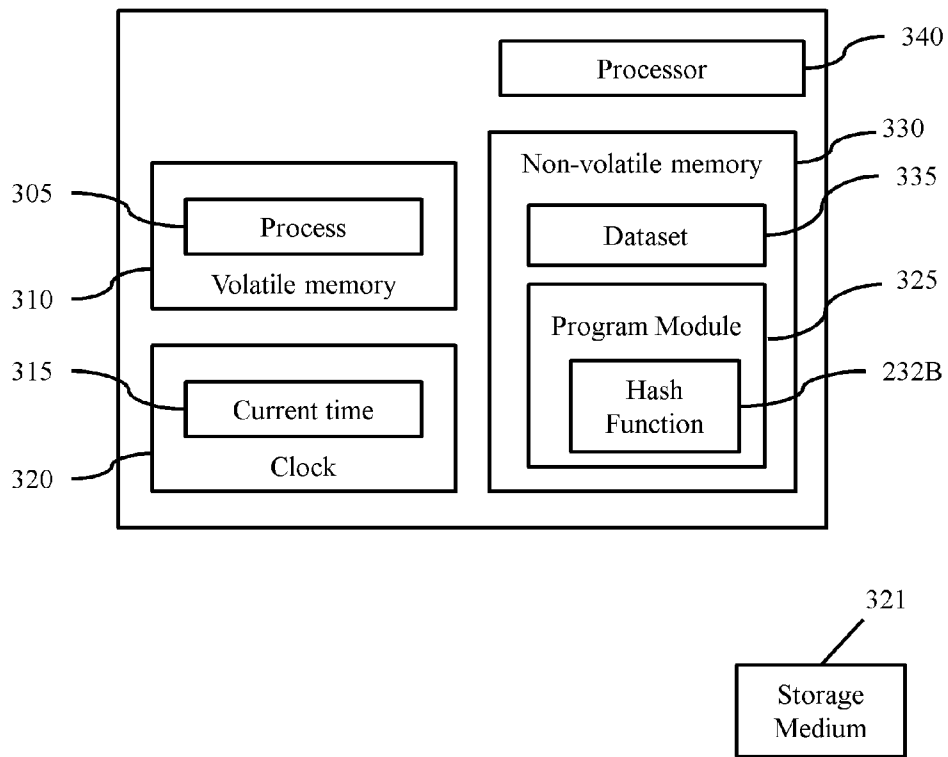 340
Processor
330
Non-volatile memory
335
305
Process
Dataset
Volatile memory
310
325
Program Module
315
232B
Current time
Hash
Function
Clock
320
321
Storage
Medium